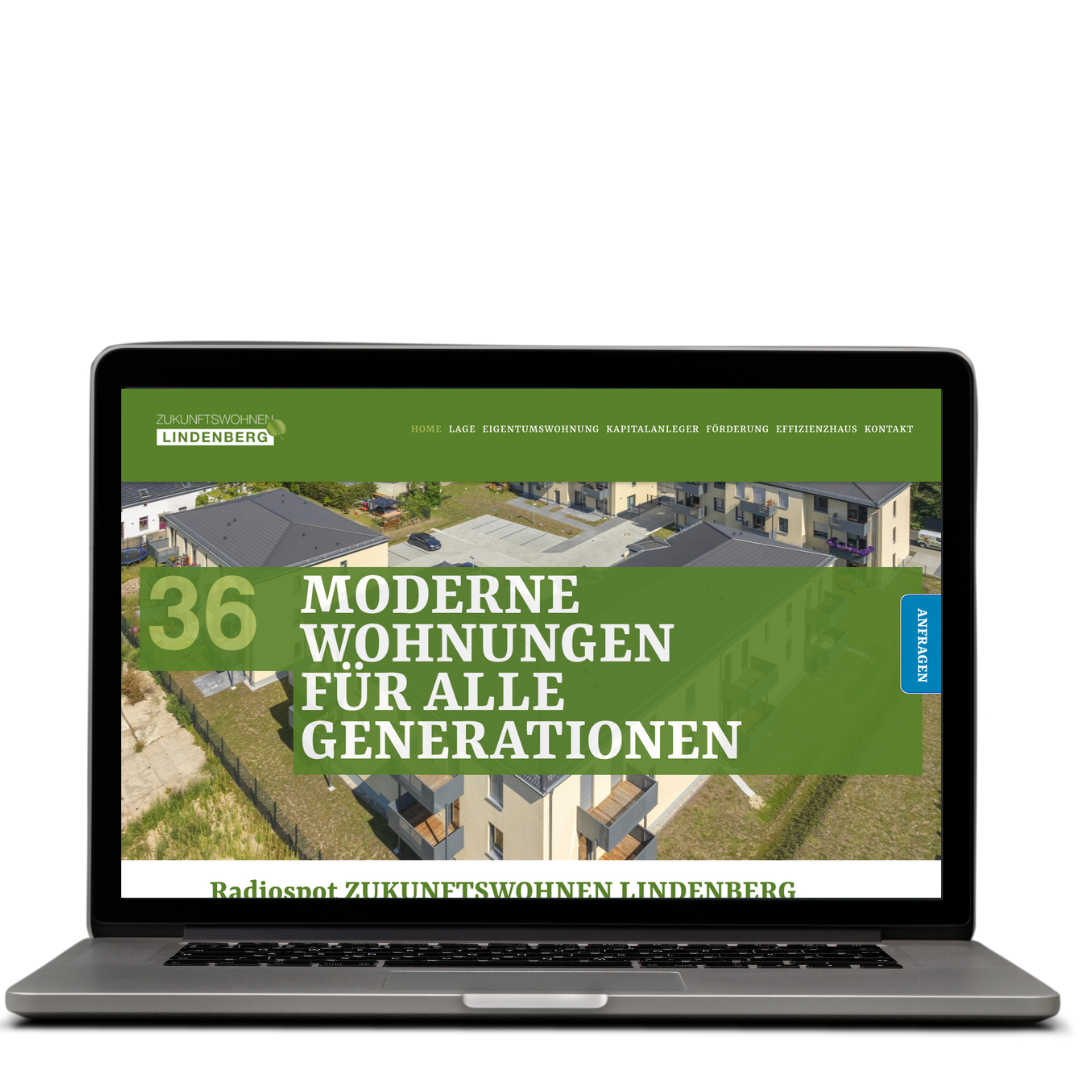 ZUKUNFTSWOHNEN
LINDENBERG
HOME LAGE EIGENTUMSWOHNUNG KAPITALANLEGER FÖRDERUNG EFFIZIENZHAUS KONTAKT
36
MODERNE
WOHNUNGEN
FÜR ALLE
GENERATIONEN
ANFRAGEN
Radiospot ZUKUNFTSWOHNEN LINDENBERG